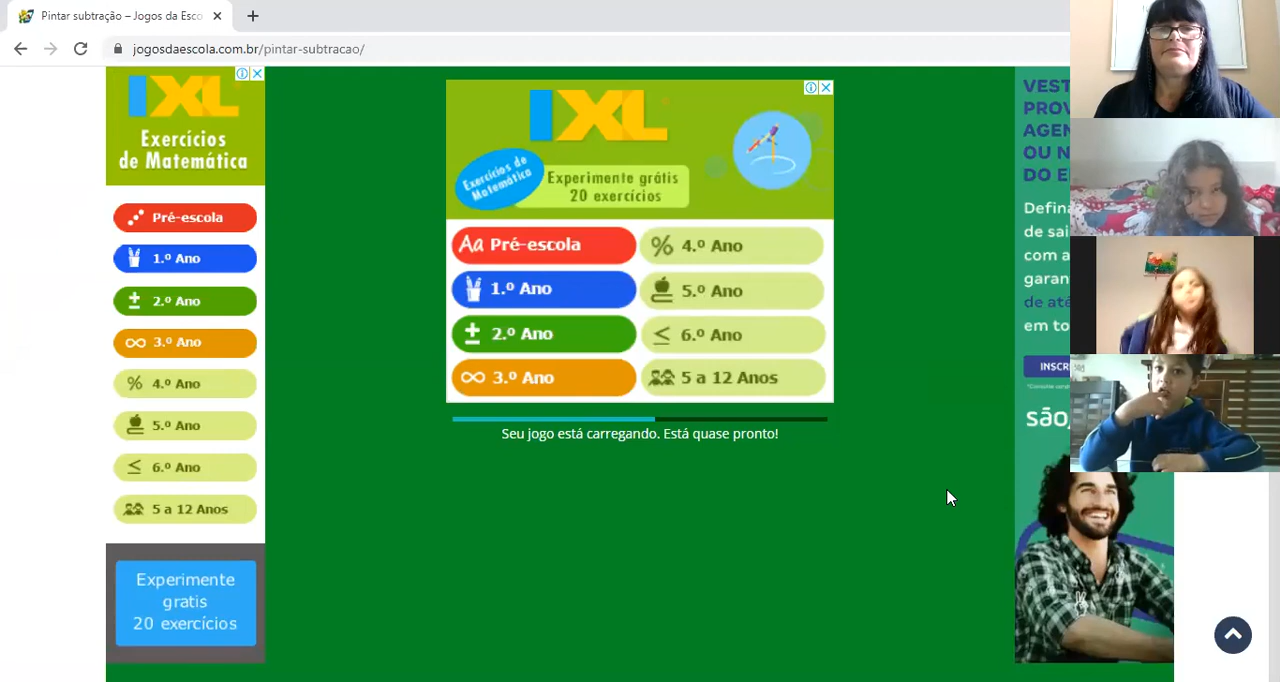 Pintar subtração – Jogos da Esco
jogosdaescola.com.br/pintar-subtracao/
IXL
Exercícios
de Matemática
Pré-escola
1.º Ano
2.º Ano
3.º Ano
4.º Ano
5.º Ano
6.º Ano
5 a 12 Anos
Experimente
gratis
20 exercícios
IXL
Exercícios de
Matemática
Experimente grátis
20 exercícios
Aa Pré-escola
1.º Ano
2.º Ano
3.º Ano
% 4.º Ano
5.º Ano
6.º Ano
5 a 12 Anos
Seu jogo está carregando. Está quase pronto!
VEST
PROV
AGEN
OU N
DO E
Defina
de sai
com a
garan
de até
em to
INSCR
são